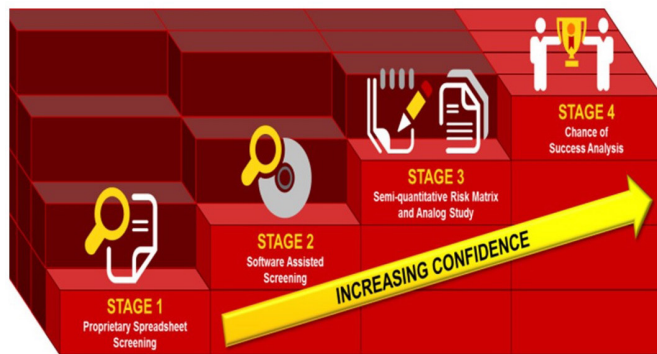 STAGE 4
Chance of
Success Analysis
STAGE 3
Semi-quantitative Risk Matrix
and Analog Study
STAGE 2
Software Assisted
Screening
STAGE 1
Proprietary Spreadsheet
Screening
INCREASING CONFIDENCE